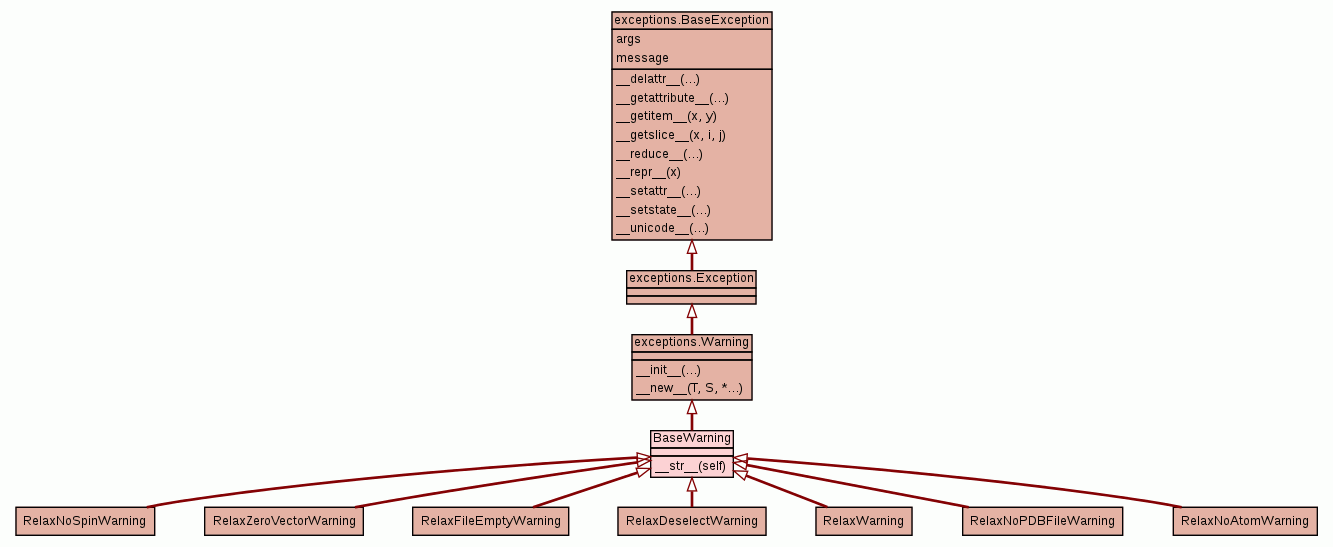 exceptions.BaseException
args
message
__delattr__(...)
__getattribute__(...)
__getitem__(x, y)
__getslice__(x, i, j)
__reduce__(...)
__repr__(x)
__setattr__(...)
__setstate__(...)
__unicode__(...)
exceptions.Exception
exceptions.Warning
__init__(...)
__new__(T, S, *...)
BaseWarning
__str__(self)
RelaxNoSpinWarning
RelaxZeroVectorWarning
RelaxFileEmptyWarning
RelaxDeselectWarning
RelaxWarning
RelaxNoPDBFileWarning
RelaxNoAtomWarning